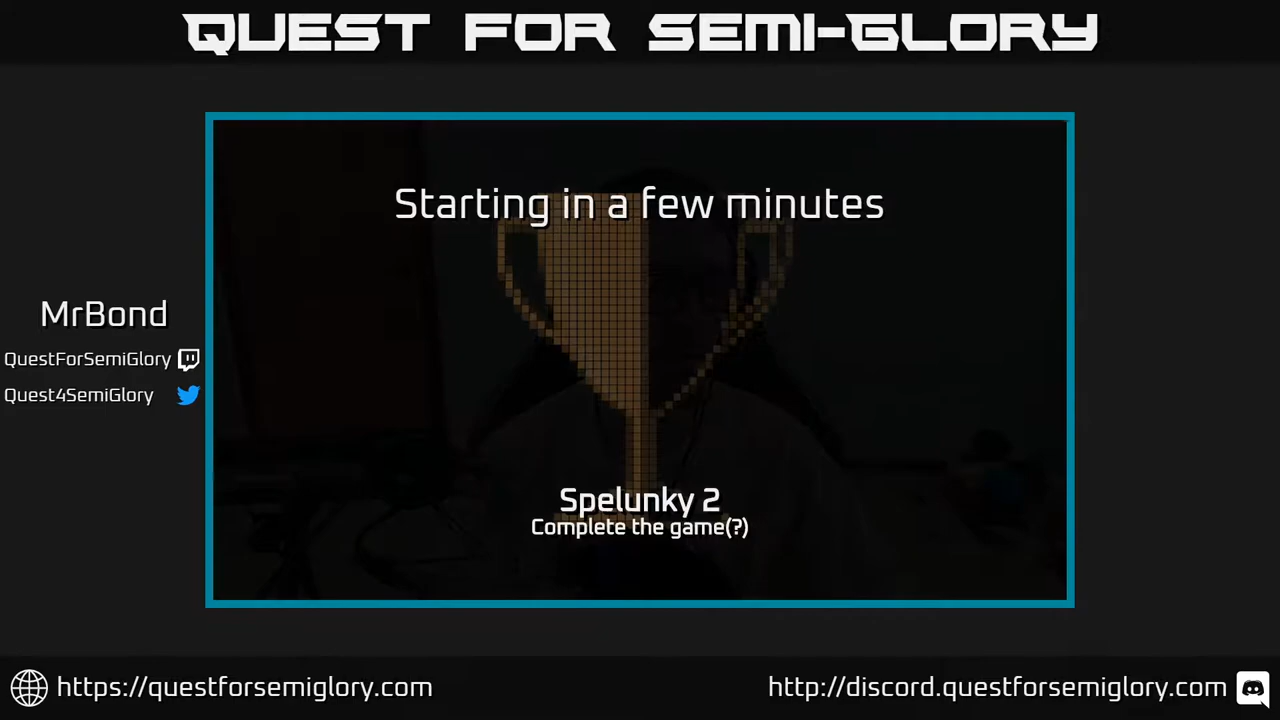 QUEST FOR SEMI-GLORY
Starting in a few minutes
MrBond
QuestForSemiGlory
Quest4SemiGlory
Spelunky 2
Complete the game(?)
https://questforsemiglory.com
http://discord.questforsemiglory.com